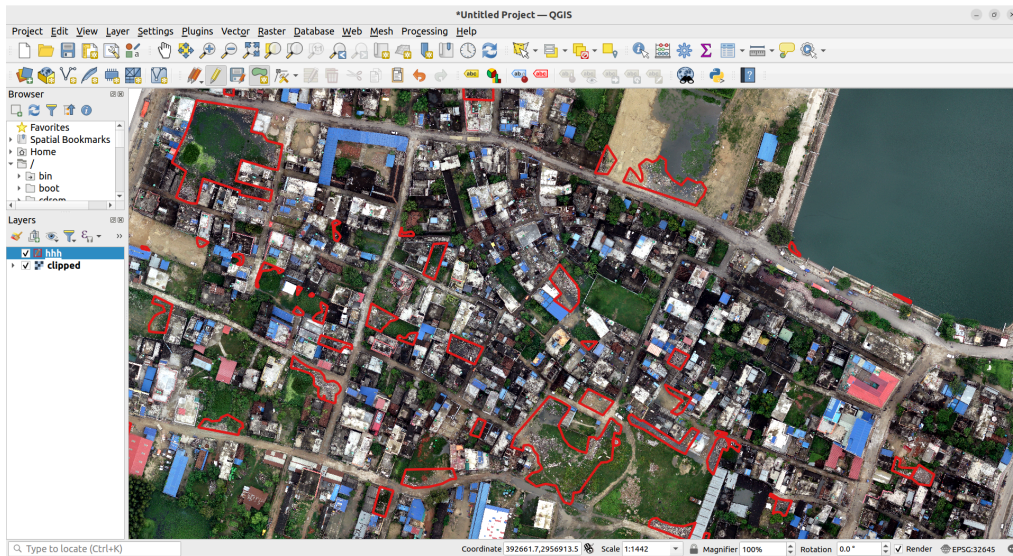 *Untitled Project — QGIS
Project Edit View Layer Settings Plugins Vector Raster Database Web Mesh Processing Help
Browser
Favorites
Spatial Bookmarks
Home
/
bin
boot
cdrom
Layers
hhh
clipped
Type to locate (Ctrl+K)
Coordinate 392661.7,2956913.5 Scale 1:1442 Magnifier 100% Rotation 0.0 ° Render EPSG:32645